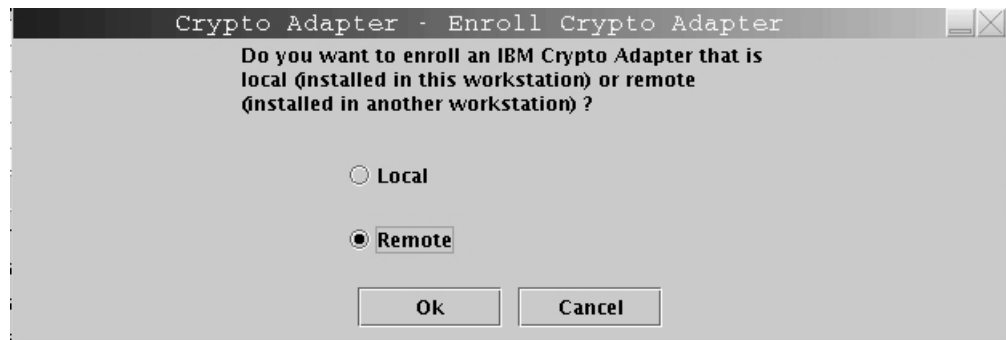 Crypto Adapter - Enroll Crypto Adapter
Do you want to enroll an IBM Crypto Adapter that is
local (installed in this workstation) or remote
(installed in another workstation) ?
Local
Remote
Ok Cancel